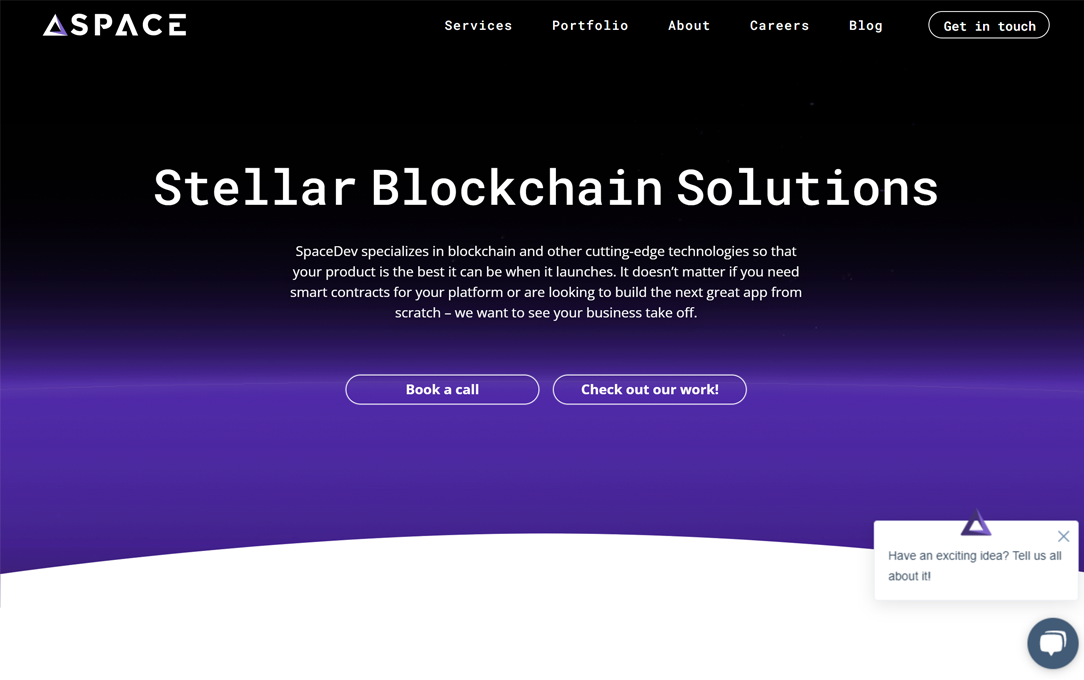 SPACE
Services Portfolio About Careers Blog Get in touch
Stellar Blockchain Solutions
SpaceDev specializes in blockchain and other cutting-edge technologies so that
your product is the best it can be when it launches. It doesn’t matter if you need
smart contracts for your platform or are looking to build the next great app from
scratch – we want to see your business take off.
Book a call Check out our work!
Have an exciting idea? Tell us all
about it!